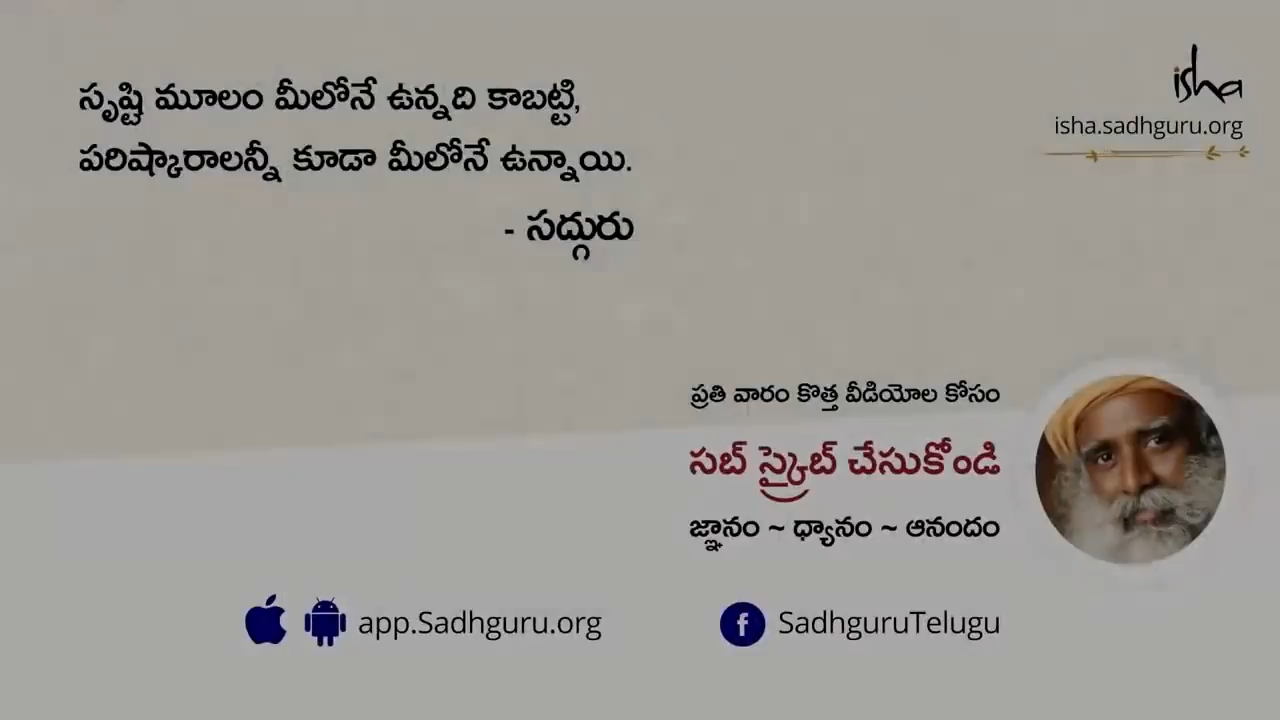 సృష్టి మూలం మీలోనే ఉన్నది కాబట్టి,
పరిష్కారాలన్నీ కూడా మీలోనే ఉన్నాయి.
- సద్గురు
isha
isha.sadhguru.org
ప్రతి వారం కొత్త వీడియోల కోసం
సబ్ స్క్రైబ్ చేసుకోండి
జ్ఞానం ~ ధ్యానం ~ ఆనందం
app.Sadhguru.org
f SadhguruTelugu